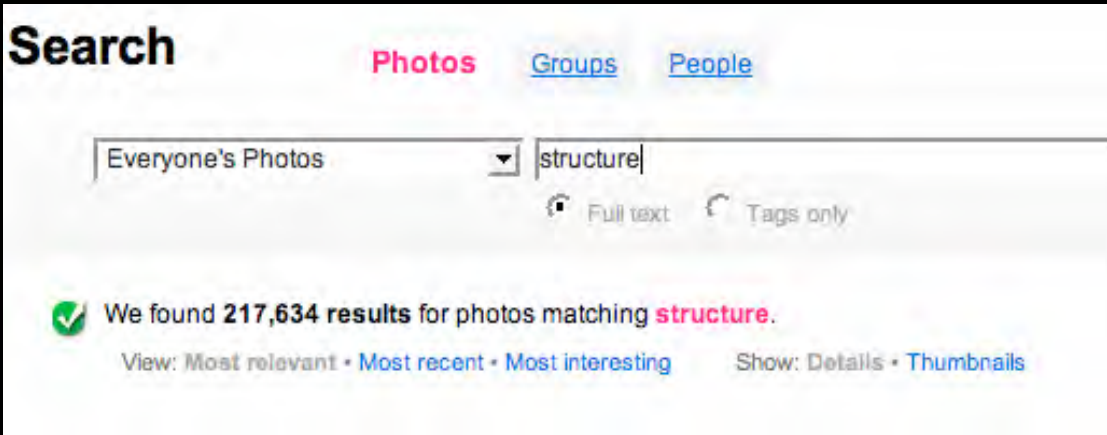 Search Photos Groups People
Everyone's Photos structure
Full text Tags only
We found 217,634 results for photos matching structure.
View: Most relevant • Most recent • Most interesting Show: Details • Thumbnails